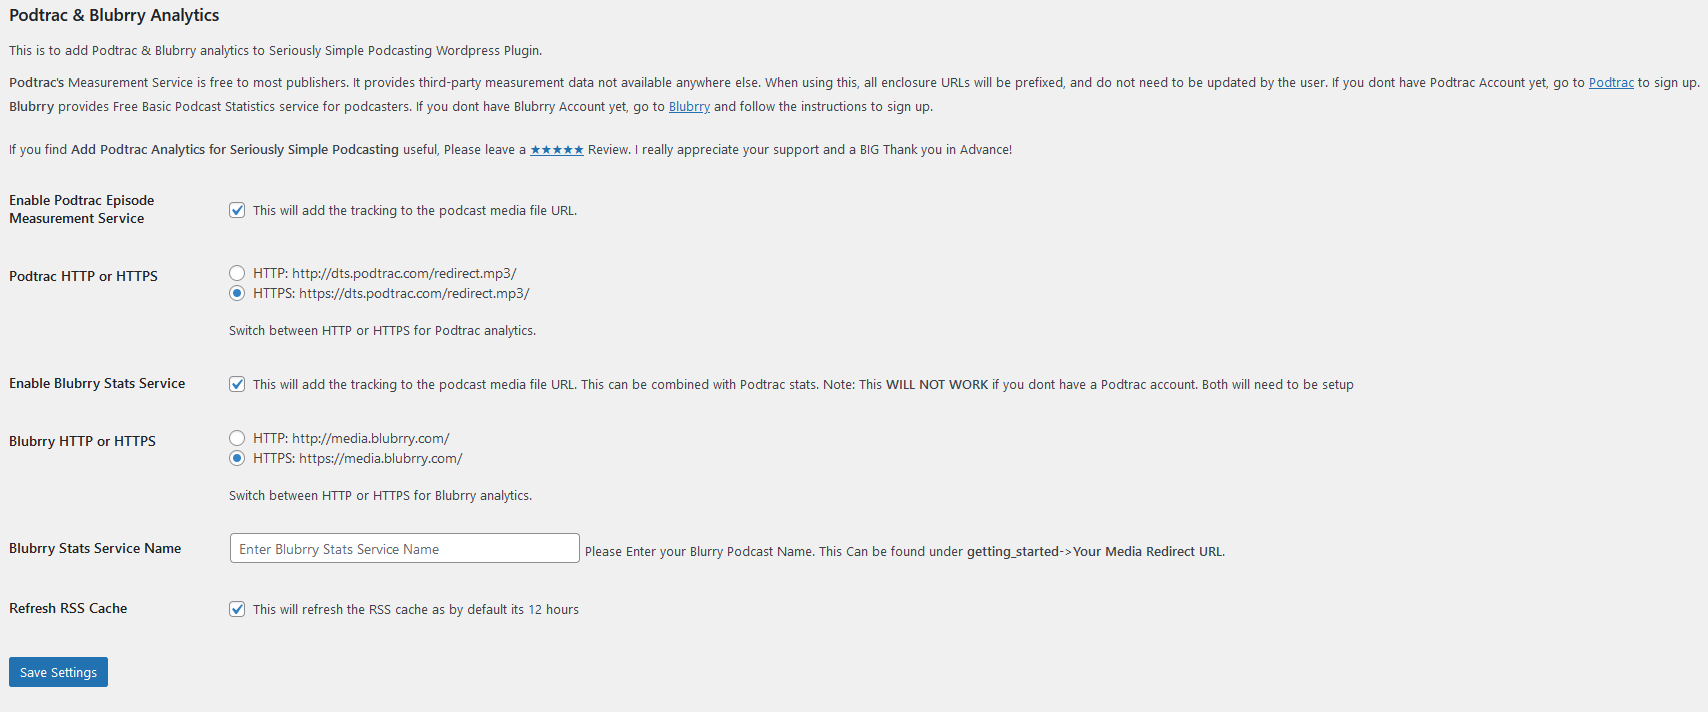 Podtrac & Blubrry Analytics
This is to add Podtrac & Blubrry analytics to Seriously Simple Podcasting Wordpress Plugin.
Podtrac's Measurement Service is free to most publishers. It provides third-party measurement data not available anywhere else. When using this, all enclosure URLs will be prefixed, and do not need to be updated by the user. If you dont have Podtrac Account yet, go to Podtrac to sign up.
Blubrry provides Free Basic Podcast Statistics service for podcasters. If you dont have Blubrry Account yet, go to Blubrry and follow the instructions to sign up.
If you find Add Podtrac Analytics for Seriously Simple Podcasting useful, Please leave a ★★★★★ Review. I really appreciate your support and a BIG Thank you in Advance!
Enable Podtrac Episode
Measurement Service
This will add the tracking to the podcast media file URL.
Podtrac HTTP or HTTPS
HTTP: http://dts.podtrac.com/redirect.mp3/
HTTPS: https://dts.podtrac.com/redirect.mp3/
Switch between HTTP or HTTPS for Podtrac analytics.
Enable Blubrry Stats Service
This will add the tracking to the podcast media file URL. This can be combined with Podtrac stats. Note: This WILL NOT WORK if you dont have a Podtrac account. Both will need to be setup
Blubrry HTTP or HTTPS
HTTP: http://media.blubrry.com/
HTTPS: https://media.blubrry.com/
Switch between HTTP or HTTPS for Blubrry analytics.
Blubrry Stats Service Name
Enter Blubrry Stats Service Name
Please Enter your Blurry Podcast Name. This Can be found under getting_started->Your Media Redirect URL.
Refresh RSS Cache
This will refresh the RSS cache as by default its 12 hours
Save Settings